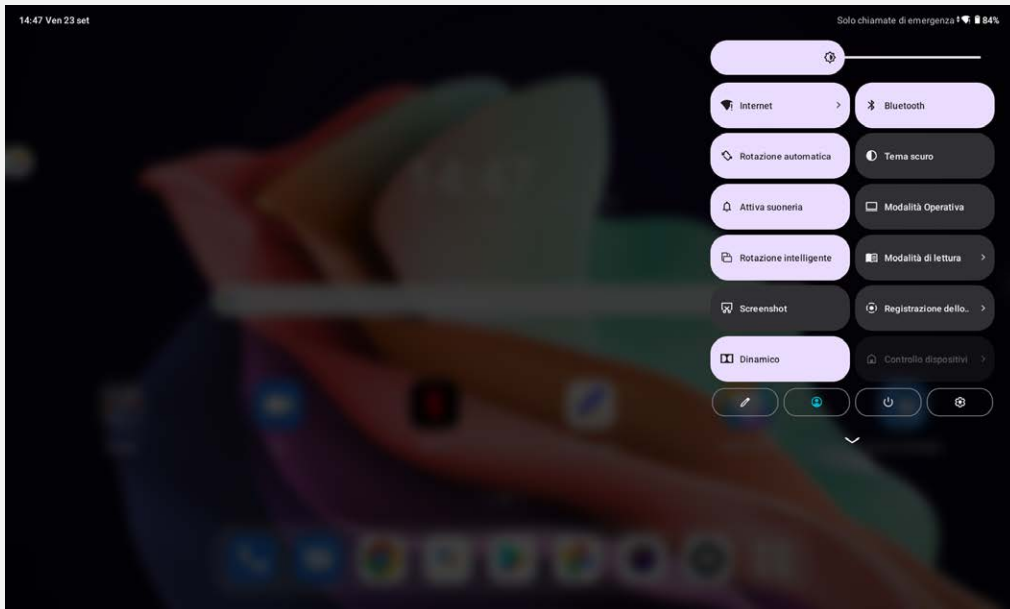 14:47 Ven 23 set
Solo chiamate di emergenza 84%
Internet
Bluetooth
Rotazione automatica
Tema scuro
Attiva suoneria
Modalità Operativa
Rotazione intelligente
Modalità di lettura
Screenshot
Registrazione dello..
Dinamico
Controllo dispositivi